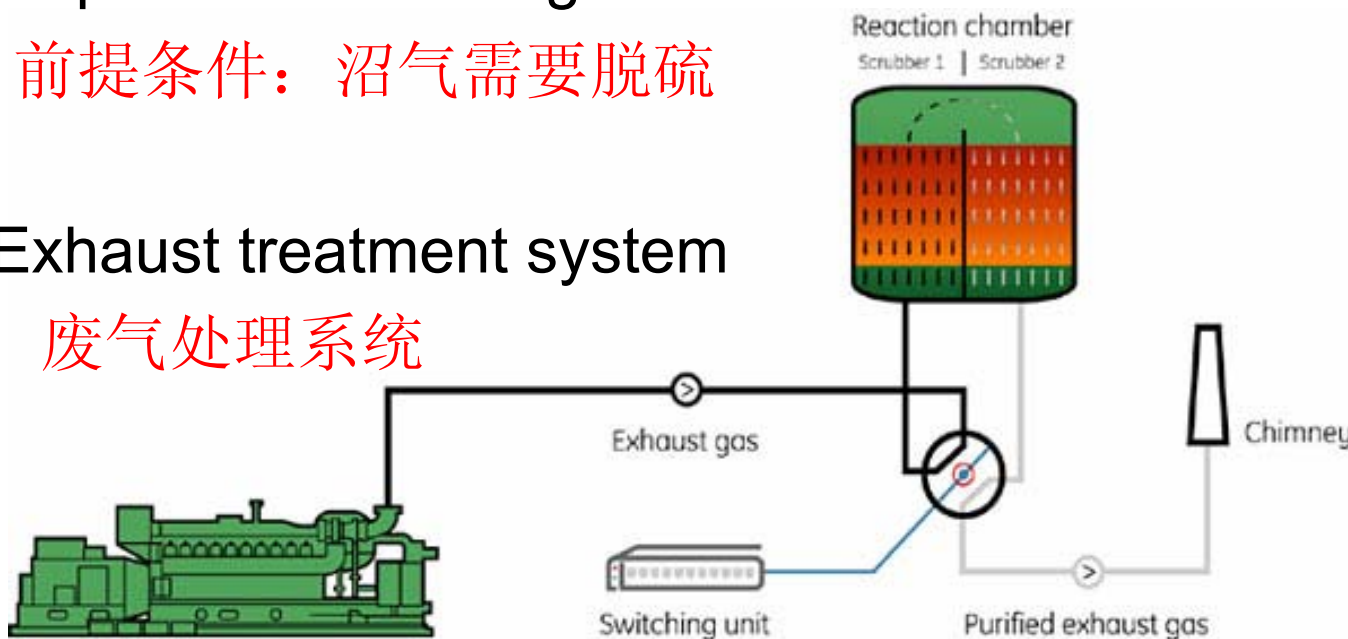 前提条件：沼气需要脱硫
Exhaust treatment system
废气处理系统
Reaction chamber
Scrubber 1 | Scrubber 2
Exhaust gas
Chimney
Switching unit
Purified exhaust gas